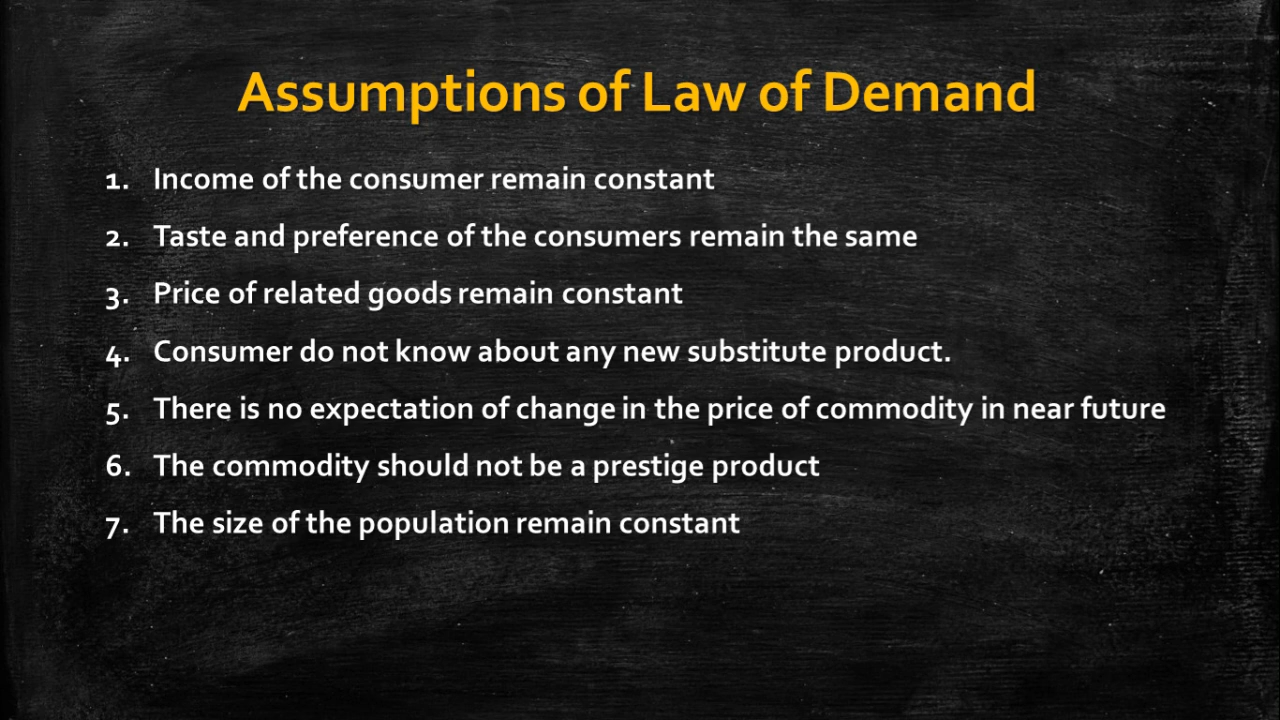 Assumptions of Law of Demand
1. Income of the consumer remain constant
2. Taste and preference of the consumers remain the same
3. Price of related goods remain constant
4. Consumer do not know about any new substitute product.
5. There is no expectation of change in the price of commodity in near future
6. The commodity should not be a prestige product
7. The size of the population remain constant